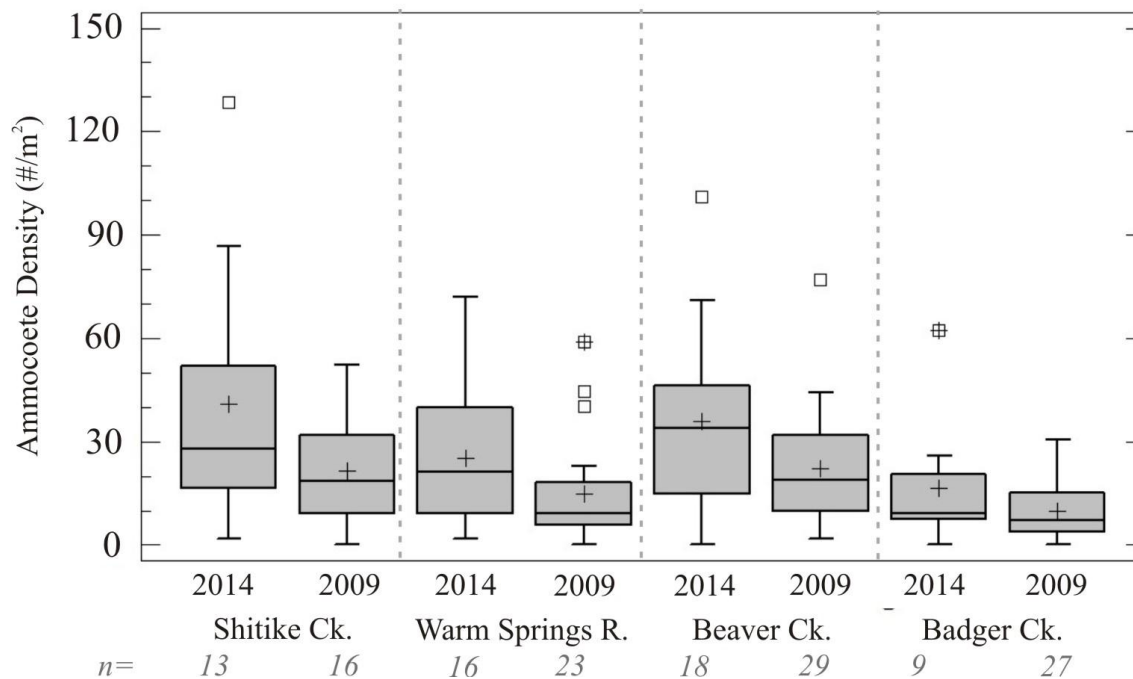 Ammocoete Density (#/m²)
150
120
90
60
30
0
2014 2009 2014 2009 2014 2009 2014 2009
Shitike Ck. Warm Springs R. Beaver Ck. Badger Ck.
n= 13 16 16 23 18 29 9 27